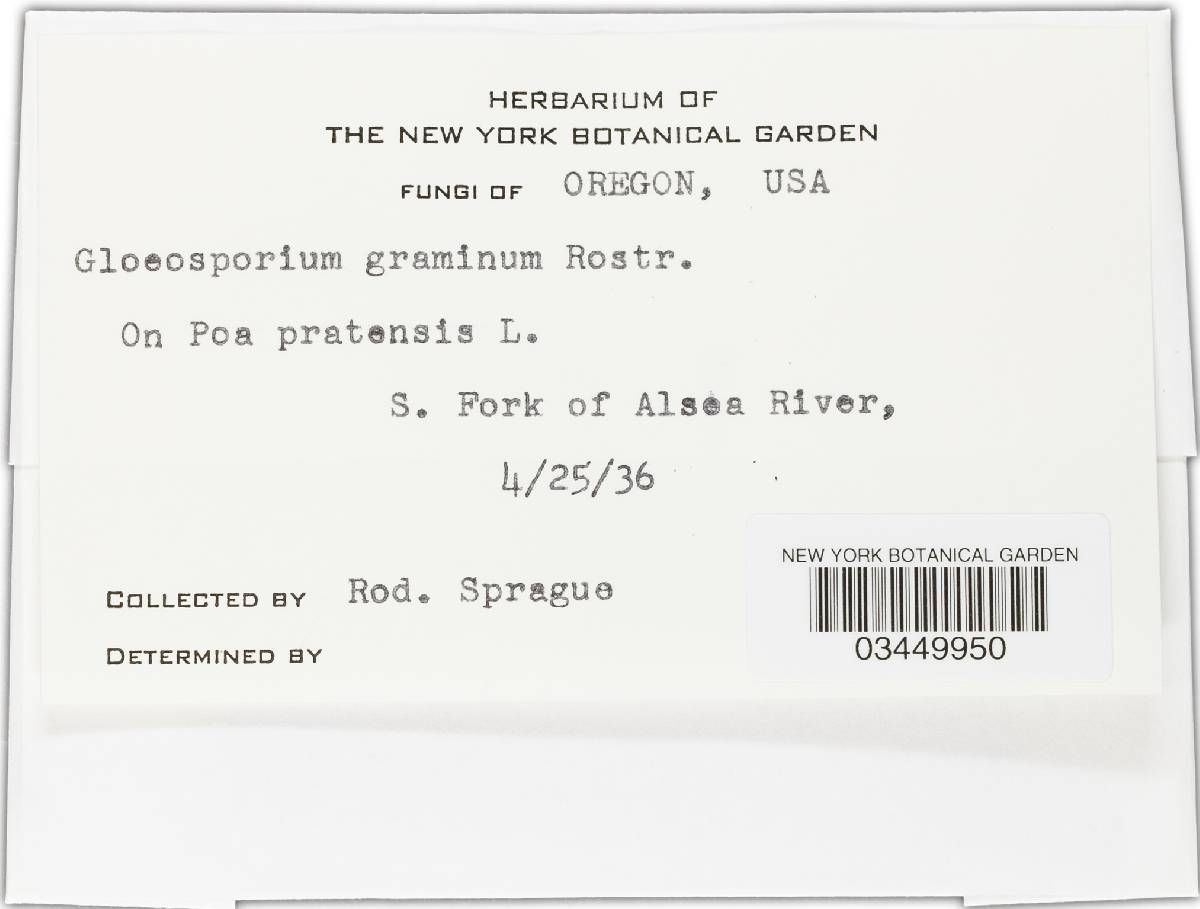 HERBARIUM OF
THE NEW YORK BOTANICAL GARDEN
FUNGI OF OREGON, USA
Gloeosporium graminum Rostr.
On Poa pratensis L.
S. Fork of Alsea River,
4/25/36
COLLECTED BY Rod. Sprague
DETERMINED BY
NEW YORK BOTANICAL GARDEN
03449950